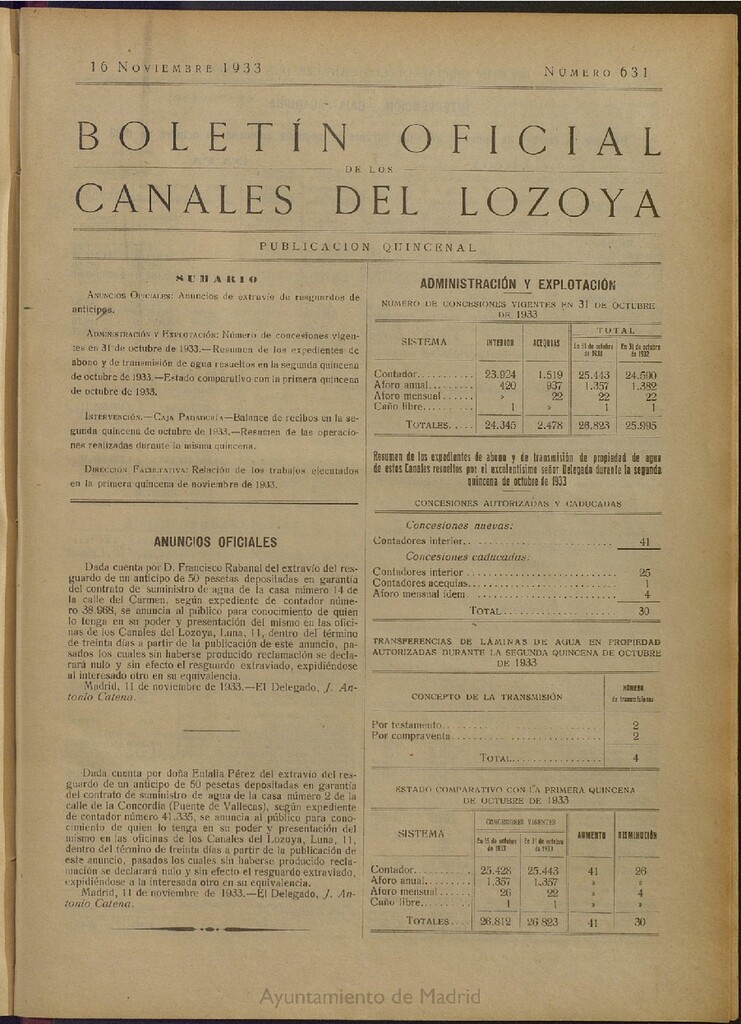 16 NOVIEMBRE 1933
NÚMERO 631
BOLETÍN OFICIAL
DE LOS
CANALES DEL LOZOYA
PUBLICACION QUINCENAL
SUMARIO
ANUNCIOS OFICIALES: Anuncios de extravío de resguardos de
anticipos.
ADMINISTRACIÓN Y EXPLOTACIÓN: Número de concesiones vigen-
tes en 31 de octubre de 1933.—Resumen de los expedientes de
abono y de transmisión de agua resueltos en la segunda quincena
de octubre de 1933.—Estado comparativo con la primera quincena
de octubre de 1933.
INTERVENCIÓN.—CAJA PAGADURÍA—Balance de recibos en la se-
gunda quincena de octubre de 1933.—Resumen de las operacio-
nes realizadas durante la misma quincena.
DIRECCIÓN FACULTATIVA: Relación de los trabajos ejecutados
en la primera quincena de noviembre de 1933.
ANUNCIOS OFICIALES
Dada cuenta por D. Francisco Rabanal del extravío del res-
guardo de un anticipo de 50 pesetas depositadas en garantía
del contrato de suministro de agua de la casa número 14 de
la calle del Carmen, según expediente de contador núme-
ro 38.968, se anuncia al público para conocimiento de quien
lo tenga en su poder y presentación del mismo en las ofici-
nas de los Canales del Lozoya, Luna, 11, dentro del término
de treinta días a partir de la publicación de este anuncio, pa-
sados los cuales sin haberse producido reclamación se decla-
rará nulo y sin efecto el resguardo extraviado, expidiéndose
al interesado otro en su equivalencia.
Madrid, 11 de noviembre de 1933.—El Delegado, J. An-
tonio Catena.
Dada cuenta por doña Eulalia Pérez del extravío del res-
guardo de un anticipo de 50 pesetas depositadas en garantía
del contrato de suministro de agua de la casa número 2 de la
calle de la Concordia (Puente de Vallecas), según expediente
de contador número 41.335, se anuncia al público para cono-
cimiento de quien lo tenga en su poder y presentación del
mismo en las oficinas de los Canales del Lozoya, Luna, 11,
dentro del término de treinta días a partir de la publicación de
este anuncio, pasados los cuales sin haberse producido recla-
mación se declarará nulo y sin efecto el resguardo extraviado,
expidiéndose a la interesada otro en su equivalencia.
Madrid, 11 de noviembre de 1933.—El Delegado, J. An-
tonio Catena.
ADMINISTRACIÓN Y EXPLOTACIÓN
NÚMERO DE CONCESIONES VIGENTES EN 31 DE OCTUBRE
DE 1933
SISTEMA INTERIOR ACEQUIAS TOTAL
En 31 de octubre de 1933 En 31 de octubre de 1932
Contador.......... 23.924 1.519 25.443 24.590
Aforo anual........ 420 937 1.357 1.382
Aforo mensual...... » 22 22 22
Caño libre......... 1 » 1 1
TOTALES.... 24.345 2.478 26.823 25.995
Resumen de los expedientes de abono y de transmisión de propiedad de agua
de estos Canales resueltos por el excelentísimo señor Delegado durante la segunda
quincena de octubre de 1933
CONCESIONES AUTORIZADAS Y CADUCADAS
Concesiones nuevas:
Contadores interior.......... 41
Concesiones caducadas:
Contadores interior.......... 25
Contadores acequias.......... 1
Aforo mensual ídem.......... 4
TOTAL.......... 30
TRANSFERENCIAS DE LÁMINAS DE AGUA EN PROPIEDAD
AUTORIZADAS DURANTE LA SEGUNDA QUINCENA DE OCTUBRE
DE 1933
CONCEPTO DE LA TRANSMISIÓN NÚMERO de transmisiones
Por testamento.......... 2
Por compraventa.......... 2
TOTAL.......... 4
ESTADO COMPARATIVO CON LA PRIMERA QUINCENA
DE OCTUBRE DE 1933
SISTEMA CONCESIONES VIGENTES AUMENTO DISMINUCIÓN
En 15 de octubre de 1933 En 31 de octubre de 1933
Contador.......... 25.428 25.443 41 26
Aforo anual........ 1.357 1.357 » »
Aforo mensual...... 26 22 » 4
Caño libre......... 1 1 » »
TOTALES.... 26.812 26 823 41 30
Ayuntamiento de Madrid